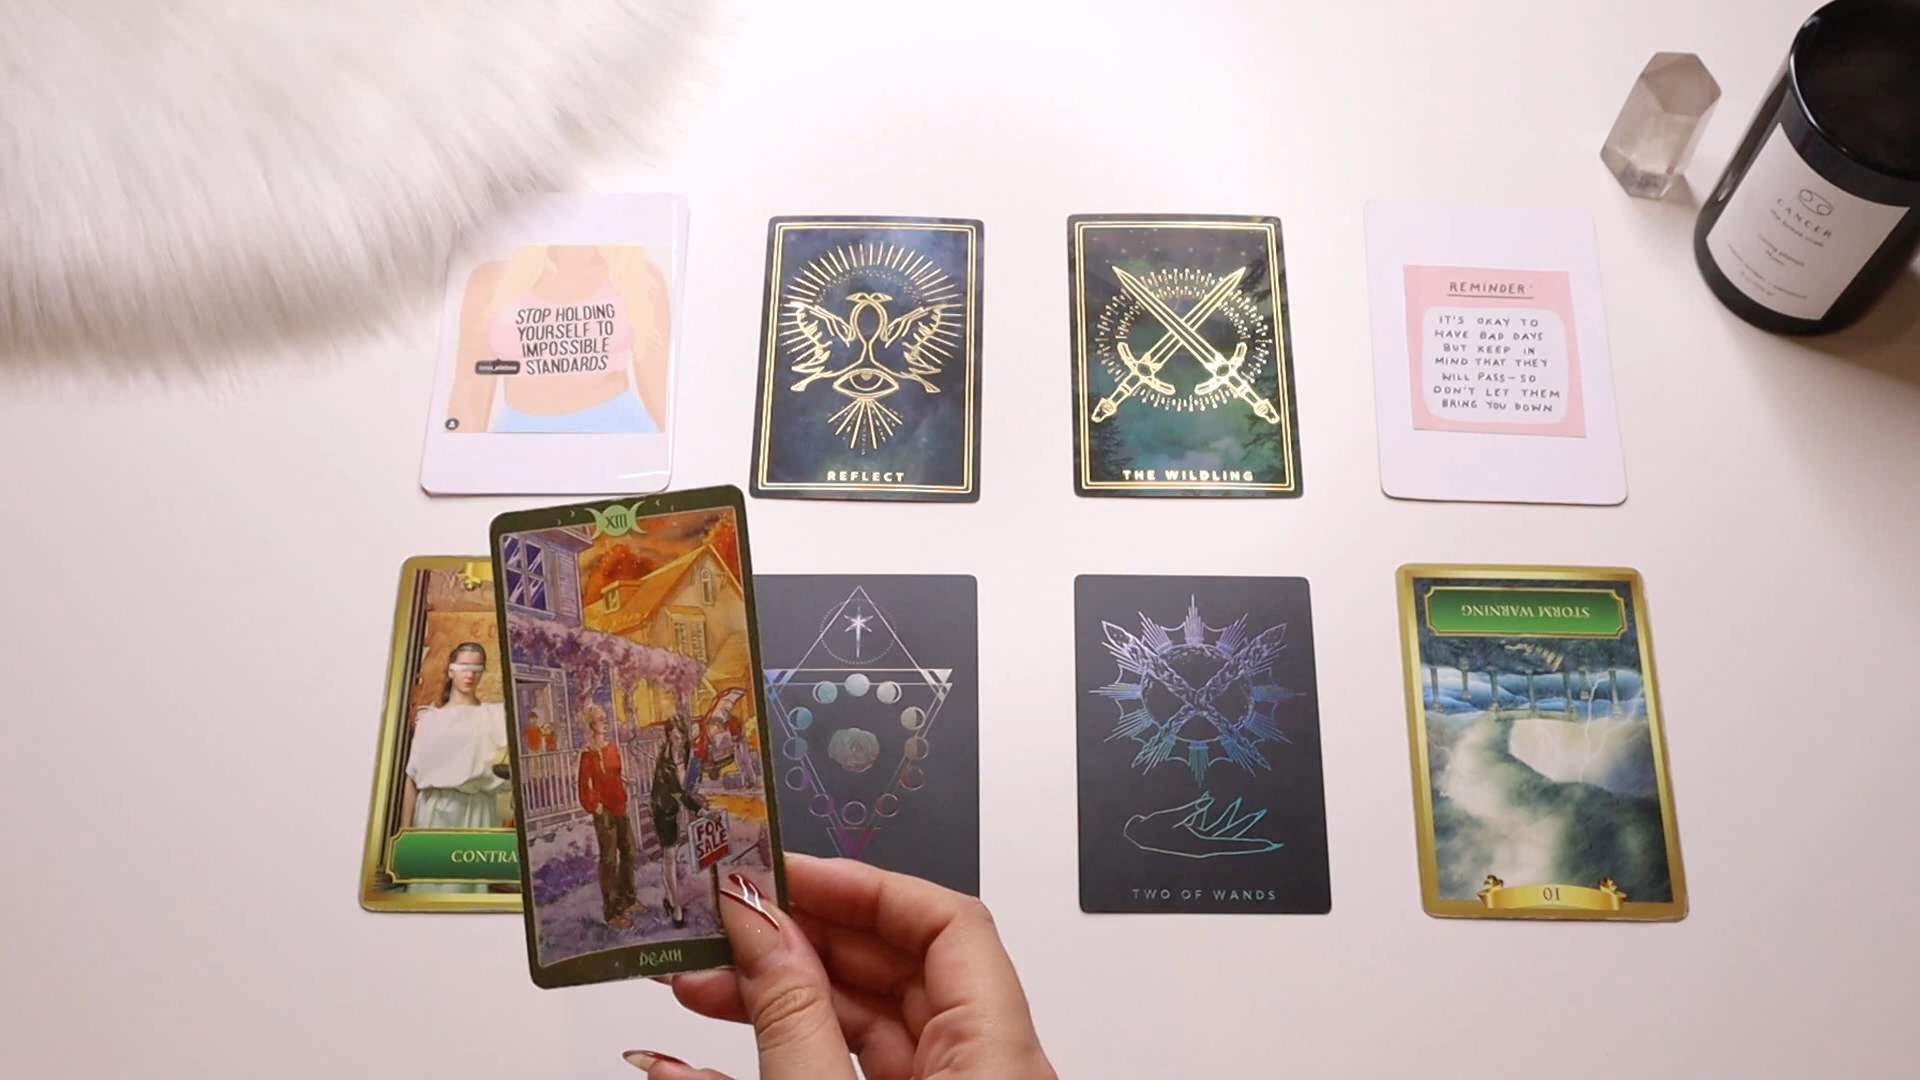 STOP HOLDING
YOURSELF TO
IMPOSSIBLE
STANDARDS
REFLECT
THE WILDLING
REMINDER:
IT'S OKAY TO
HAVE BAD DAYS
BUT KEEP IN
MIND THAT THEY
WILL PASS - SO
DON'T LET THEM
BRING YOU DOWN
CANCER
XIII
FOR
SALE
DEATH
CONTRA
TWO OF WANDS
STORM WARNING
10